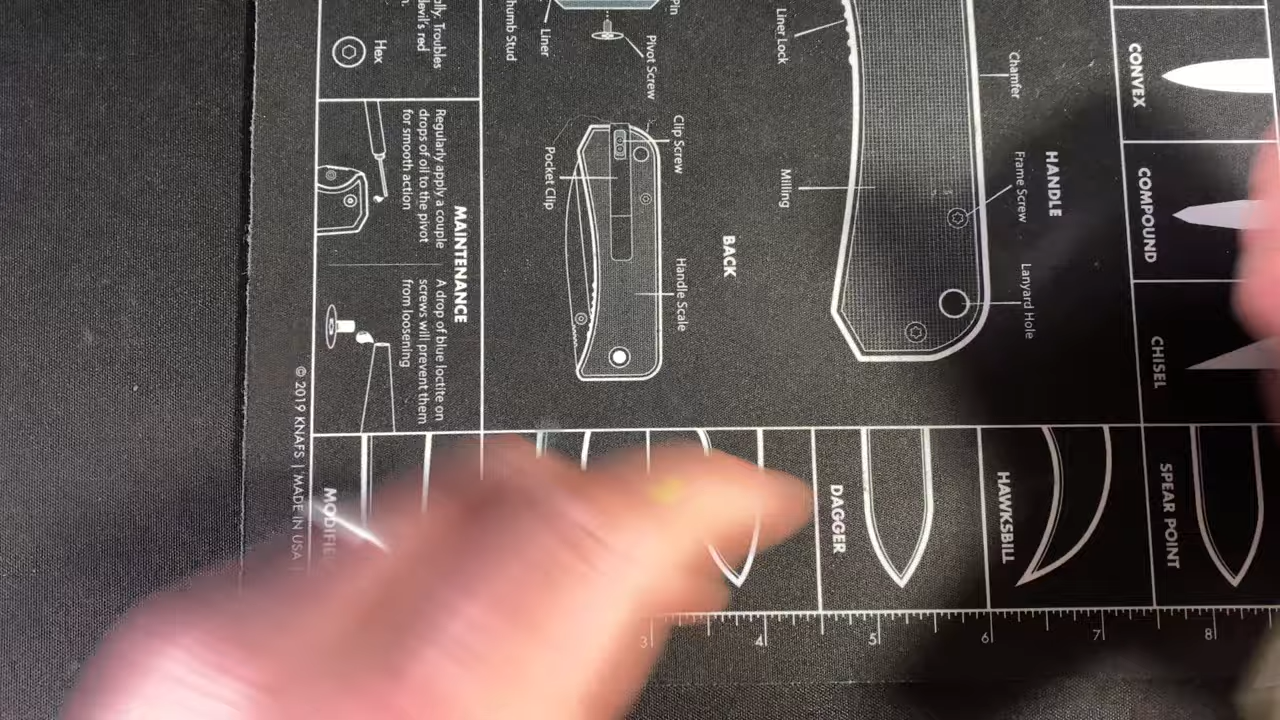 CONVEX
COMPOUND
CHISEL
SPEAR POINT
HAWKSBILL
DAGGER
HANDLE
Chamfer
Frame Screw
Lanyard Hole
Liner Lock
Milling
BACK
Clip Screw
Handle Scale
Pocket Clip
Pin
Pivot Screw
Liner
humb Stud
Troubles
devil's red
Hex
MAINTENANCE
Regularly apply a couple
drops of oil to the pivot
for smooth action
A drop of blue loctite on
screws will prevent them
from loosening
© 2019 KNAFS | MADE IN USA |
3 4 5 6 7 8